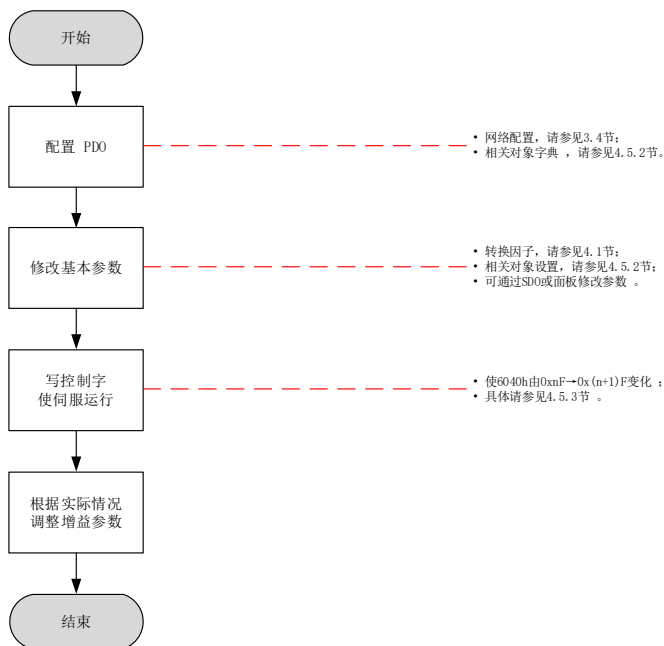 开始
配置 PDO
• 网络配置，请参见3.4节；
• 相关对象字典 ，请参见4.5.2节。
修改基本参数
• 转换因子，请参见4.1节；
• 相关对象设置，请参见4.5.2节；
• 可通过SDO或面板修改参数 。
写控制字
使伺服运行
• 使6040h由0xnF→0x(n+1)F变化 ；
• 具体请参见4.5.3节 。
根据实际情况
调整增益参数
结束